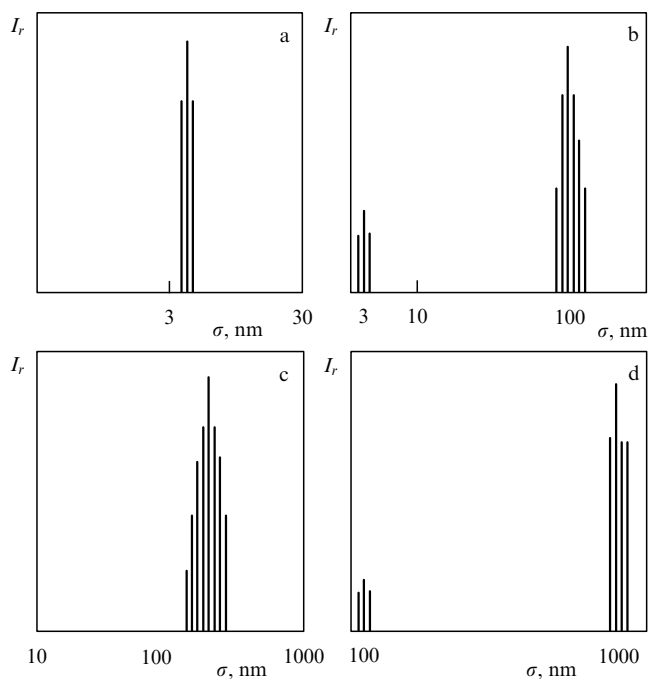 I_r a
3 30
σ, nm
I_r b
3 10 100
σ, nm
I_r c
10 100 1000
σ, nm
I_r d
100 1000
σ, nm